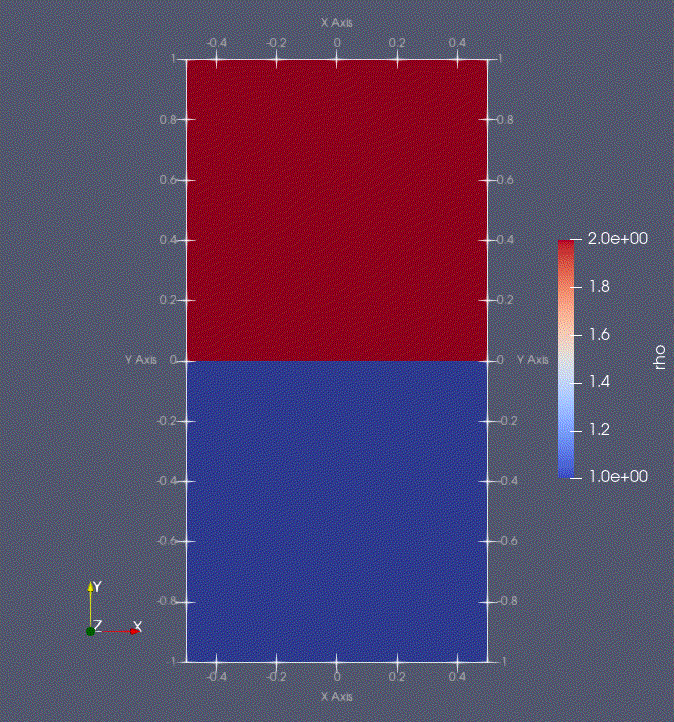 X Axis
-0.4 -0.2 0 0.2 0.4
1 1
0.8 0.8
0.6 0.6
0.4 0.4
0.2 0.2
Y Axis 0 0 Y Axis
-0.2 -0.2
-0.4 -0.4
-0.6 -0.6
-0.8 -0.8
-1 -1
-0.4 -0.2 0 0.2 0.4
X Axis
2.0e+00
1.8
1.6
1.4
1.2
1.0e+00
rho
Y
Z X